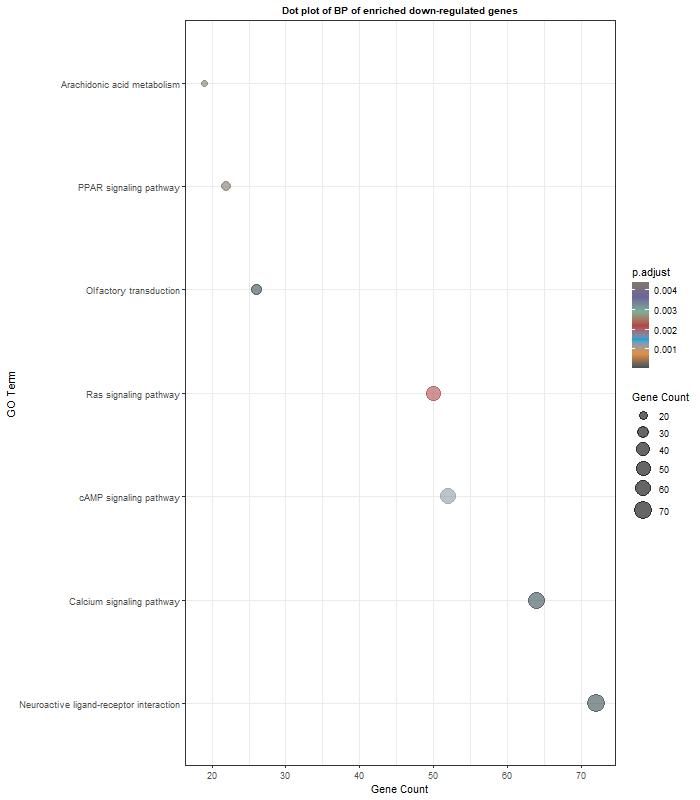 Dot plot of BP of enriched down-regulated genes
GO Term
Arachidonic acid metabolism
PPAR signaling pathway
Olfactory transduction
Ras signaling pathway
cAMP signaling pathway
Calcium signaling pathway
Neuroactive ligand-receptor interaction
20 30 40 50 60 70
Gene Count
p.adjust
0.004
0.003
0.002
0.001
Gene Count
20
30
40
50
60
70